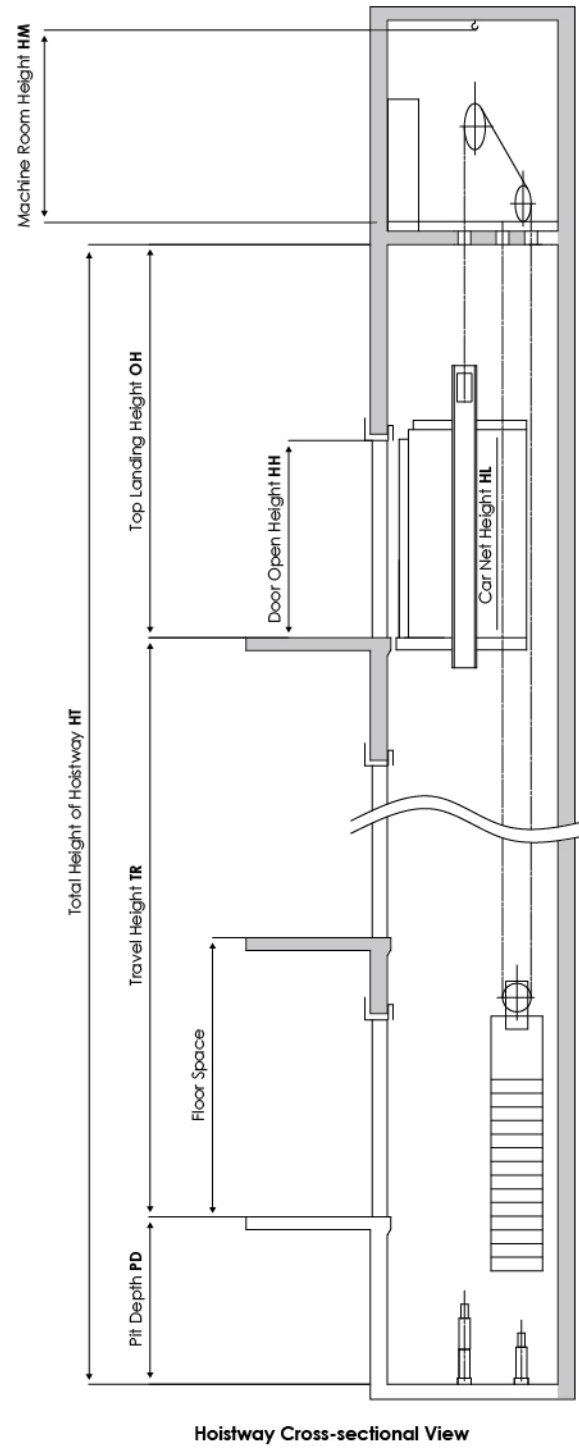 Machine Room Height HM
Top Landing Height OH
Door Open Height HH
Car Net Height HL
Total Height of Hoistway HT
Travel Height TR
Floor Space
Pit Depth PD
Hoistway Cross-sectional View